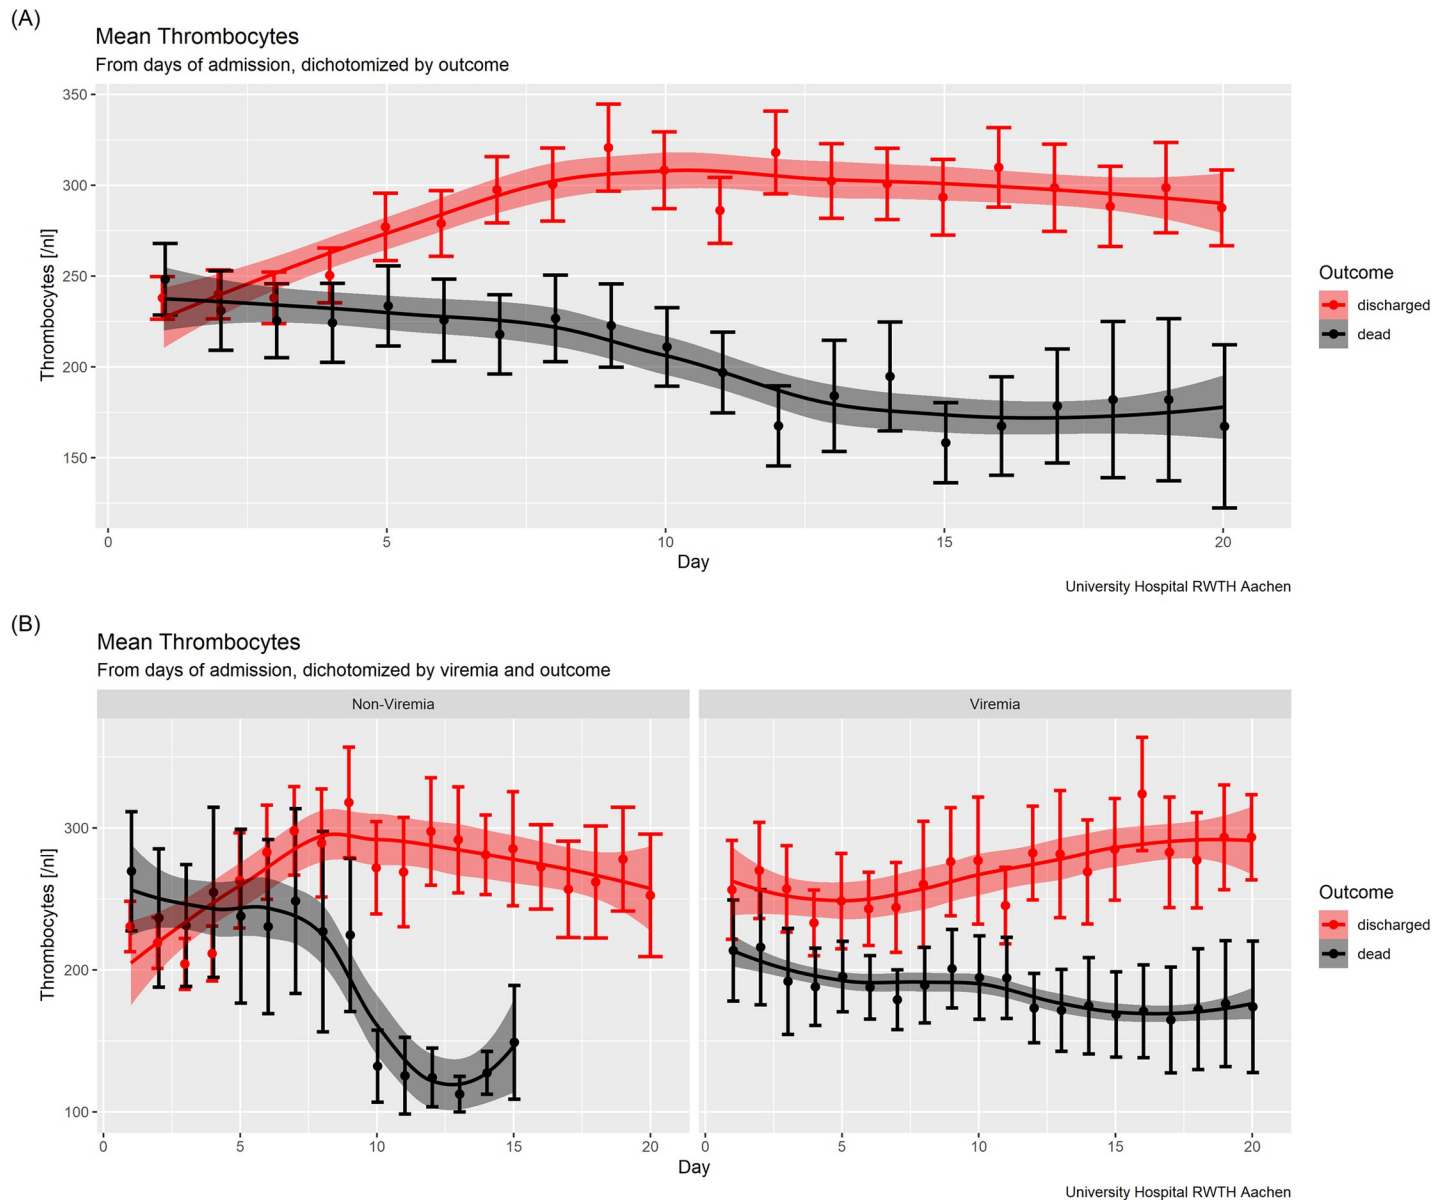 (A)
Mean Thrombocytes
From days of admission, dichotomized by outcome
350
300
250
200
150
Thrombocytes [/nl]
0 5 10 15 20
Day
Outcome
discharged
dead
University Hospital RWTH Aachen
(B)
Mean Thrombocytes
From days of admission, dichotomized by viremia and outcome
Non-Viremia Viremia
300
200
100
Thrombocytes [/nl]
0 5 10 15 20 0 5 10 15 20
Day
Outcome
discharged
dead
University Hospital RWTH Aachen